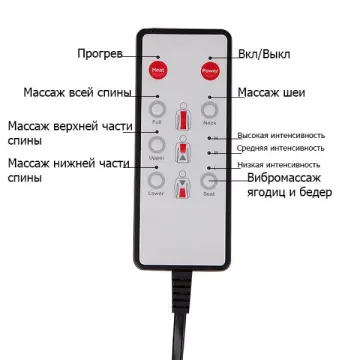 Прогрев
Вкл/Выкл
Heat
Power
Массаж всей спины
Массаж шеи
Full
Neck
Массаж верхней части
спины
Высокая интенсивность
Средняя интенсивность
Upper
Массаж нижней части
спины
Низкая интенсивность
Вибромассаж
ягодиц и бедер
Lower
Seat